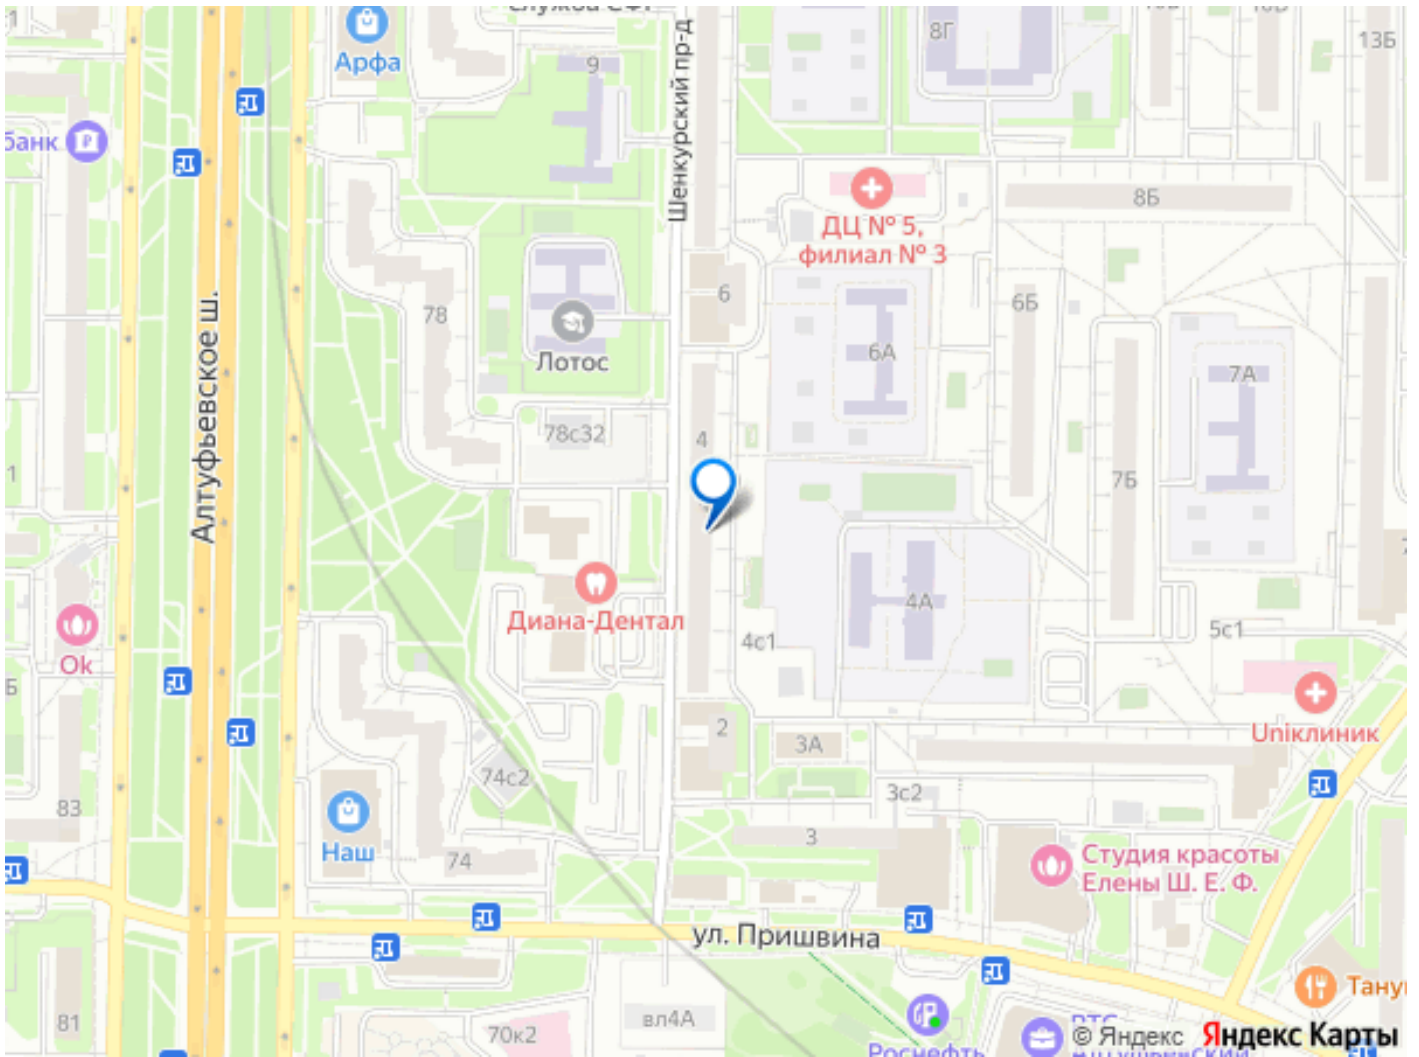 Арфа
9
Шенкурский пр-д
8Г
13Б
банк
ДЦ № 5,
филиал № 3
8Б
6
6Б
78
Лотос
6А
7А
Алтуфьевское ш.
78с32
4
1
7Б
Диана-Дентал
4А
4с1
5с1
Ok
Б
Uniклиник
2
3А
74с2
3с2
83
3
Наш
74
Студия красоты
Елены Ш. Е. Ф.
ул. Пришвина
81
70к2
вл4А
Роснефть
Тану
© Яндекс
Яндекс Карты